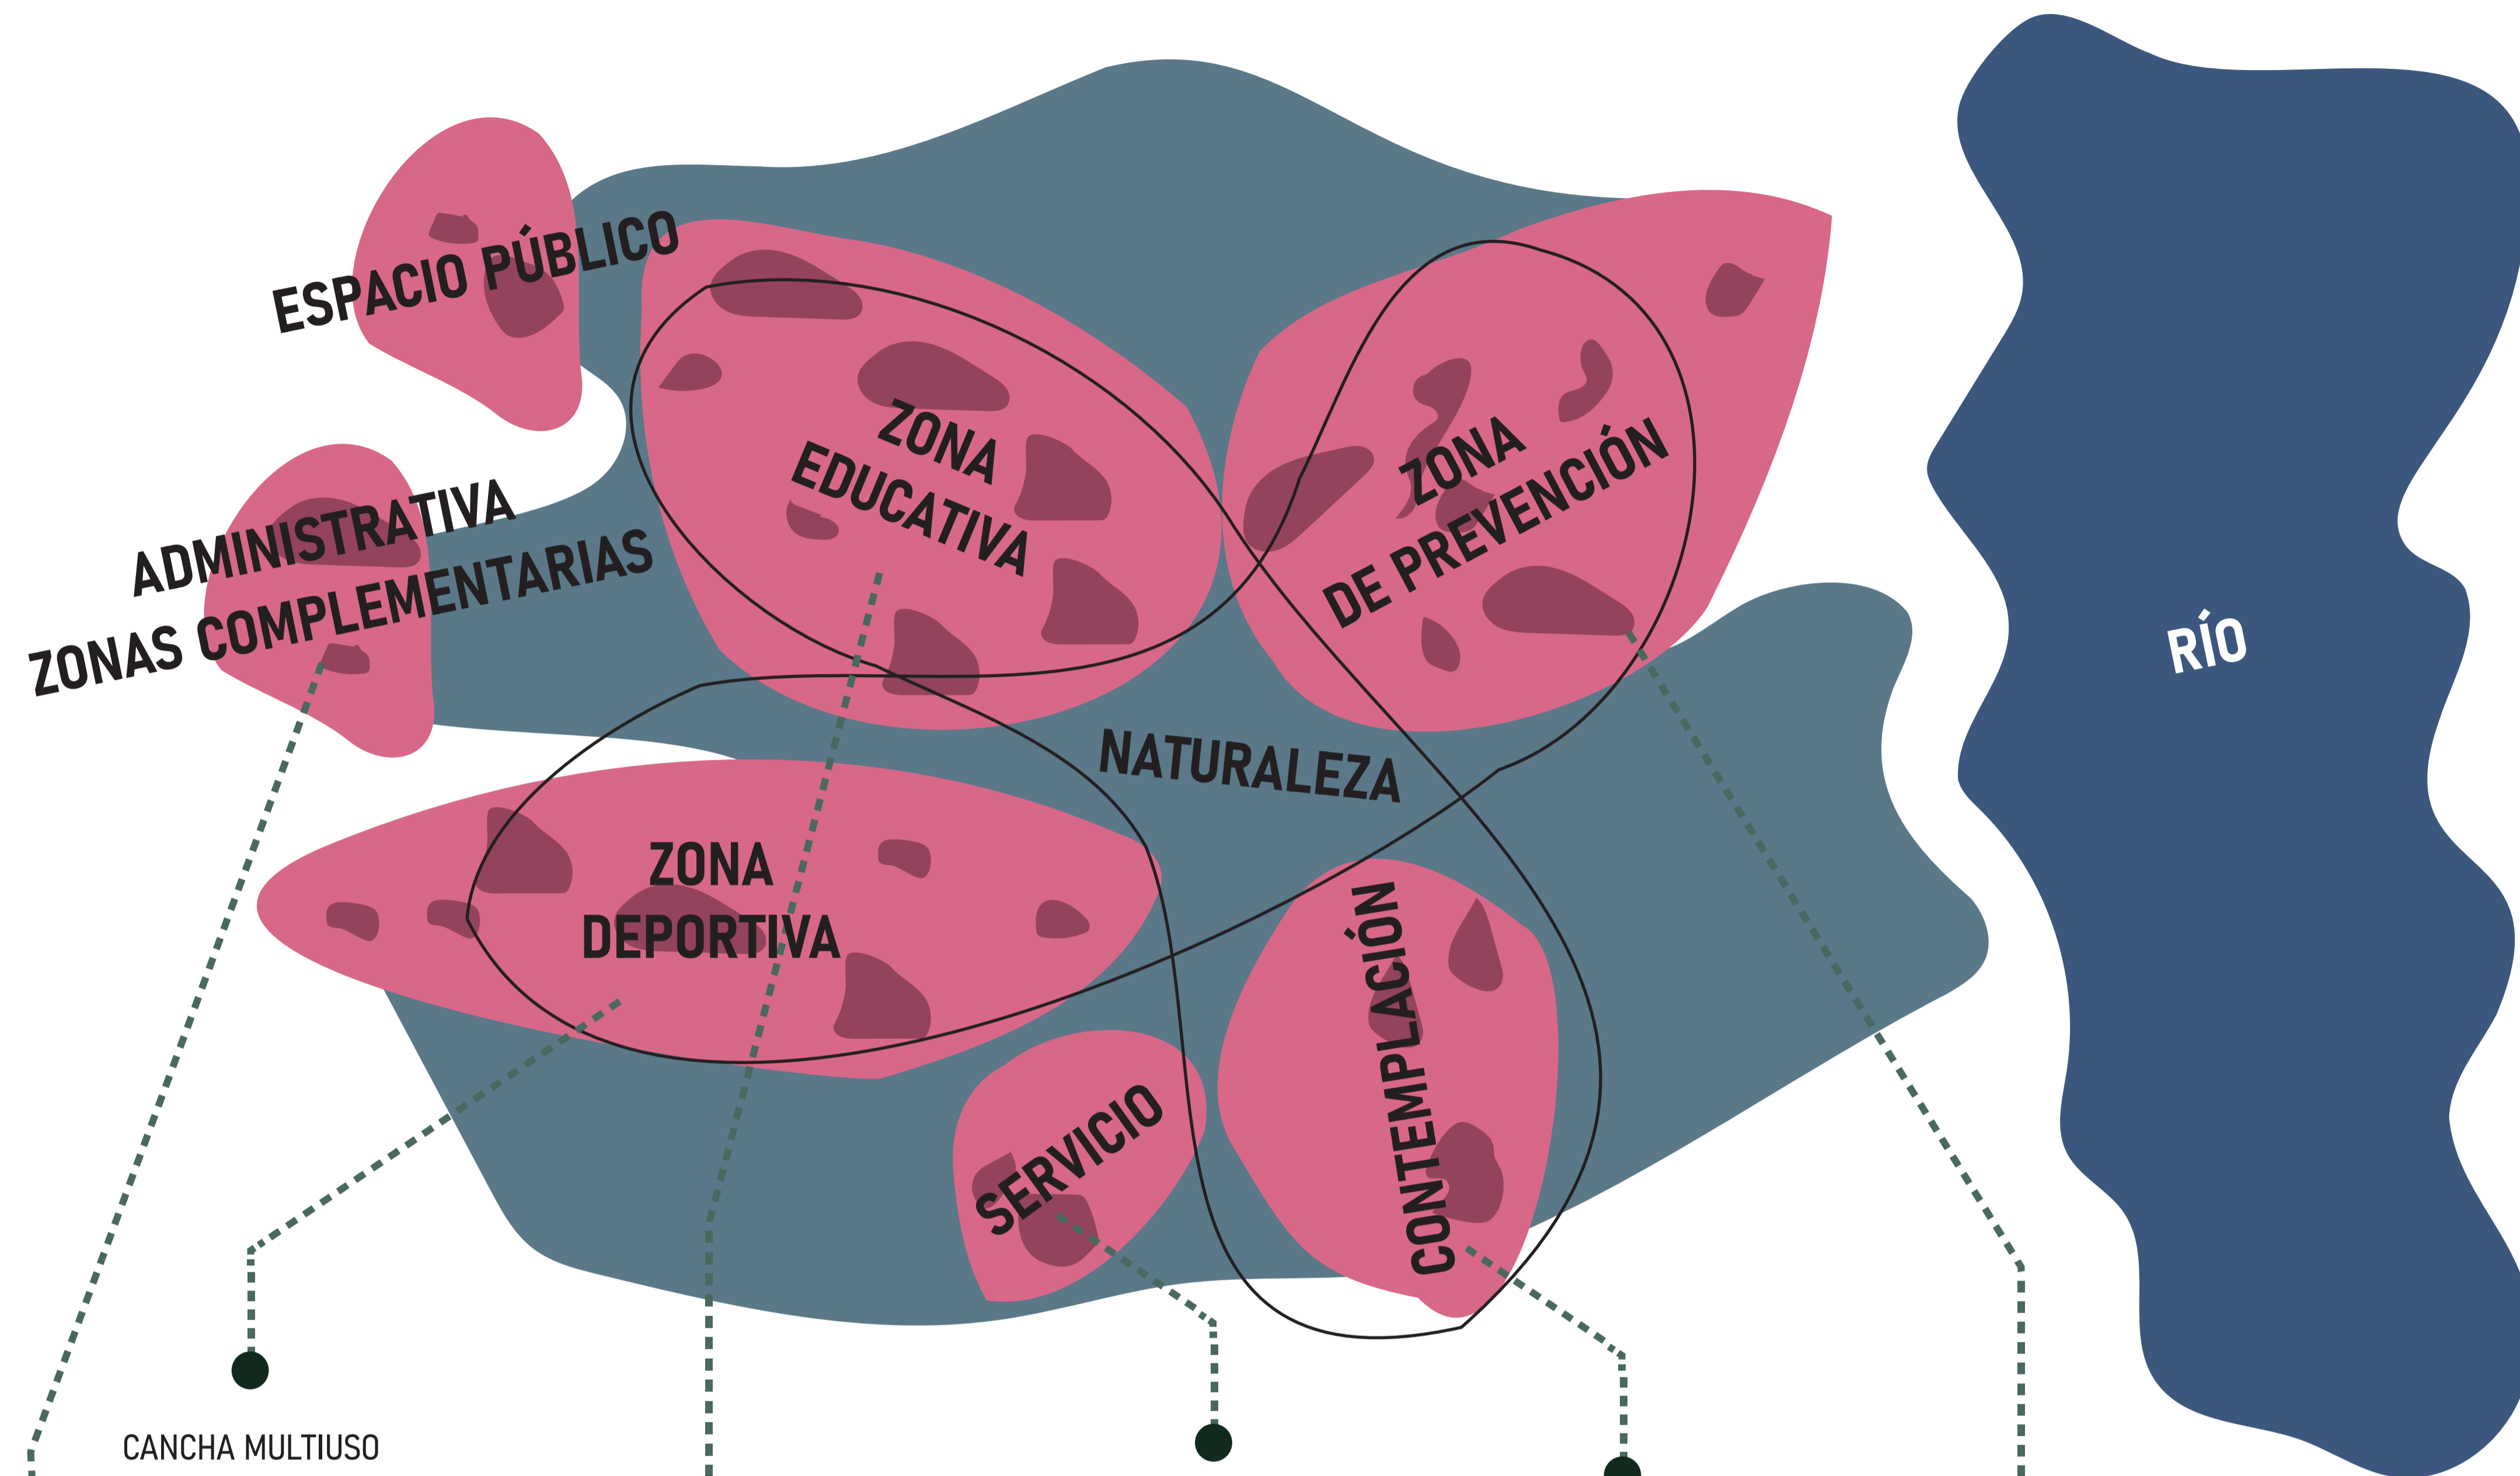 ESPACIO PÚBLICO
ADMINISTRATIVA
ZONAS COMPLEMENTARIAS
ZONA
EDUCATIVA
ZONA
DE PREVENCIÓN
RÍO
NATURALEZA
ZONA
DEPORTIVA
SERVICIO
CONTEMPLACIÓN
CANCHA MULTIUSO